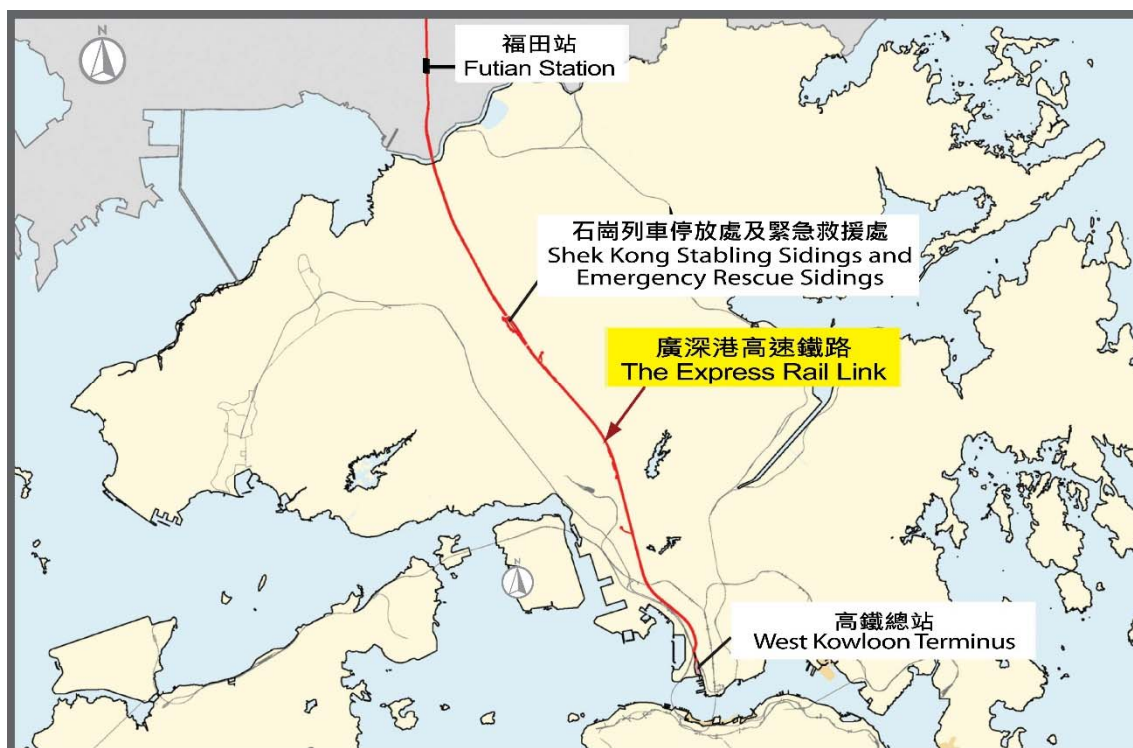 N
福田站
Futian Station
石崗列車停放處及緊急救援處
Shek Kong Stabling Sidings and
Emergency Rescue Sidings
廣深港高速鐵路
The Express Rail Link
N
高鐵總站
West Kowloon Terminus